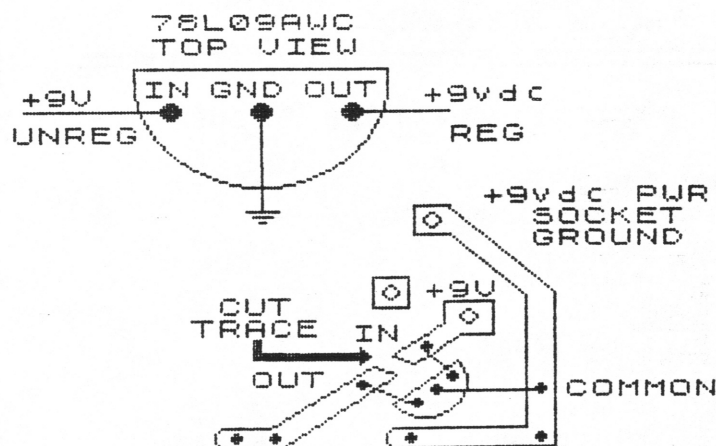 78L09AWC
TOP VIEW
IN GND OUT
+9V
UNREG
+9vdc
REG
+9vdc PWR
SOCKET
GROUND
+9V
CUT
TRACE
IN
OUT
COMMON